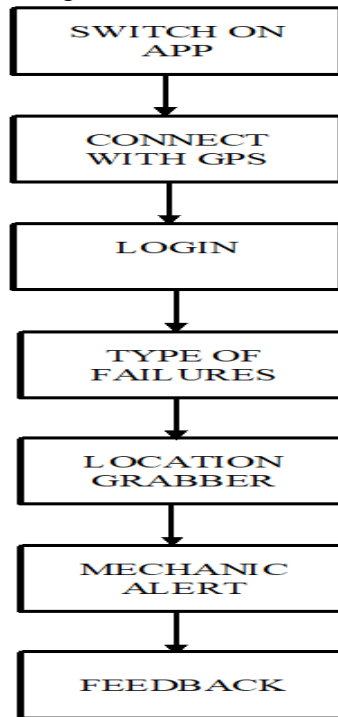 SWITCH ON
APP
CONNECT
WITH GPS
LOGIN
TYPE OF
FAILURES
LOCATION
GRABBER
MECHANIC
ALERT
FEEDBACK